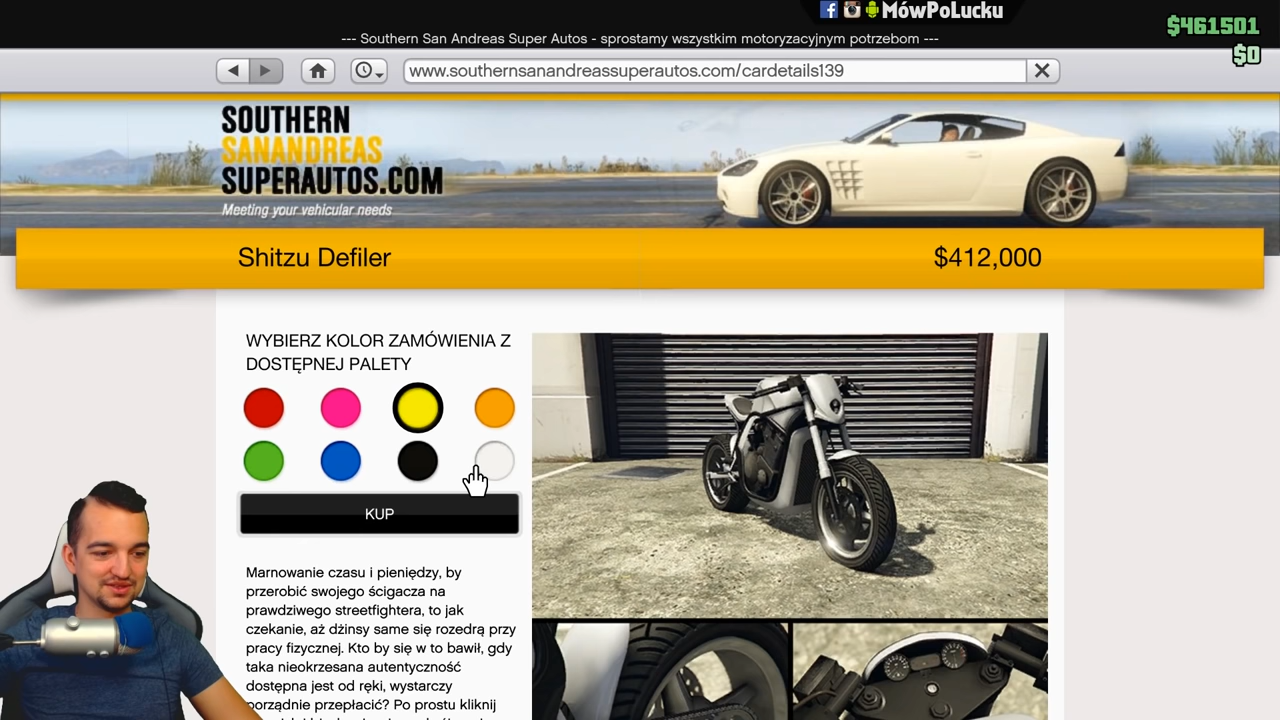 MówPoLucku
$461501
--- Southern San Andreas Super Autos - sprostamy wszystkim motoryzacyjnym potrzebom ---
$0
www.southernsanandreassuperautos.com/cardetails139
SOUTHERN
SANANDREAS
SUPERAUTOS.COM
Meeting your vehicular needs
Shitzu Defiler
$412,000
WYBIERZ KOLOR ZAMÓWIENIA Z
DOSTĘPNEJ PALETY
KUP
Marnowanie czasu i pieniędzy, by
przerobić swojego ścigacza na
prawdziwego streetfightera, to jak
czekanie, aż dżinsy same się rozedrą przy
pracy fizycznej. Kto by się w to bawił, gdy
taka nieokrzesana autentyczność
dostępna jest od ręki, wystarczy
porządnie przepłacić? Po prostu kliknij